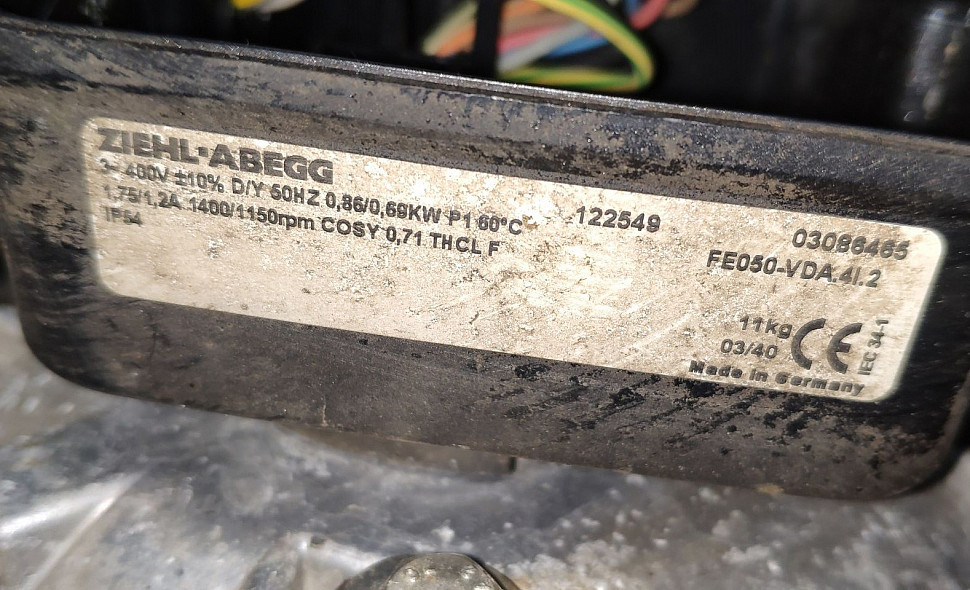 ZIEHL-ABEGG
3~ 400V ±10% D/Y 50HZ 0,86/0,69KW P1 60°C
1,75/1,2A 1400/1150rpm COSY 0,71 THCL F
IP54
122549
03086465
FE050-VDA.4I.2
11kg
03/40
CE
IEC 34-1
Made in Germany